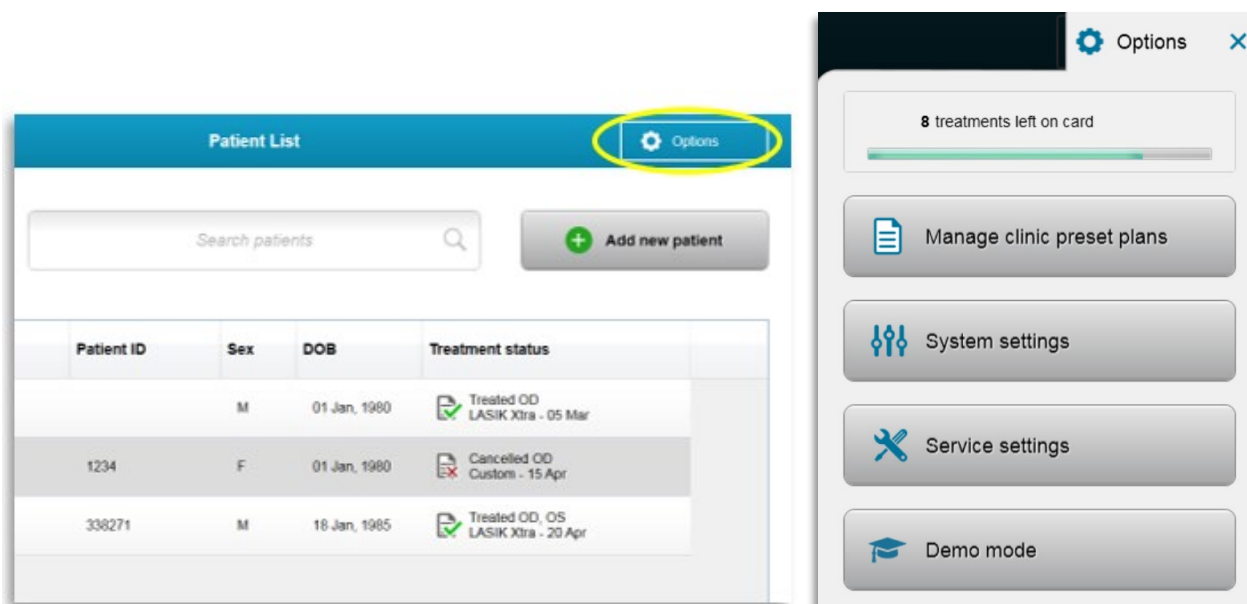 Patient List
Options
Search patients
Add new patient
Patient ID Sex DOB Treatment status
M 01 Jan, 1980 Treated OD
LASIK Xtra - 05 Mar
1234 F 01 Jan, 1980 Cancelled OD
Custom - 15 Apr
338271 M 18 Jan, 1985 Treated OD, OS
LASIK Xtra - 20 Apr
Options
8 treatments left on card
Manage clinic preset plans
System settings
Service settings
Demo mode